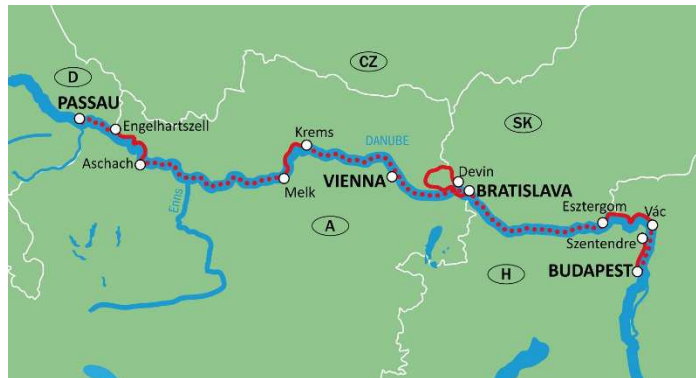 CZ
D
PASSAU
Engelhartszell
Aschach
Enns
Krems
Melk
DANUBE
VIENNA
A
SK
Devin
BRATISLAVA
Esztergom
Vác
Szentendre
BUDAPEST
H